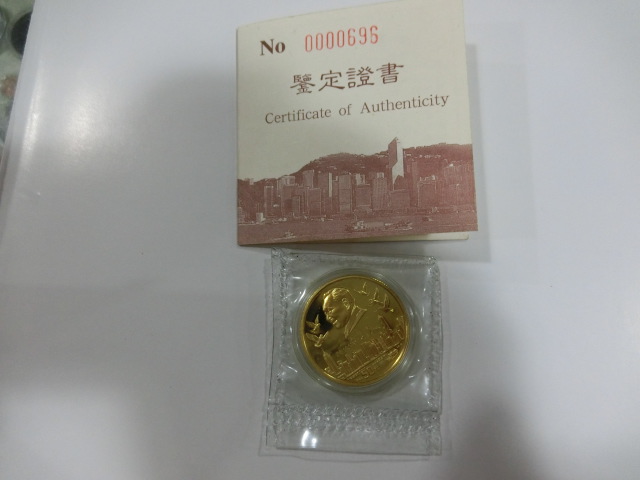 No 0000696
鑒定證書
Certificate of Authenticity